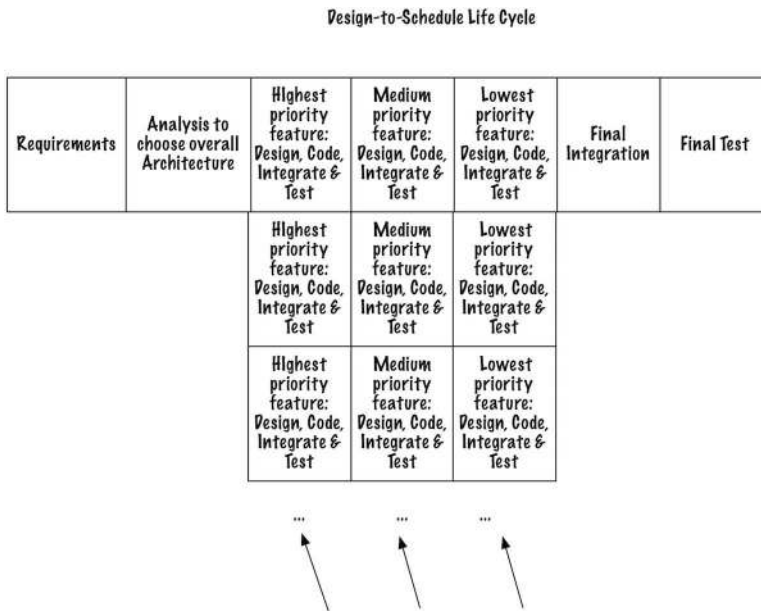 Design-to-Schedule Life Cycle
Requirements
Analysis to
choose overall
Architecture
HIghest
priority
feature:
Design, Code,
Integrate &
Test
Medium
priority
feature:
Design, Code,
Integrate &
Test
Lowest
priority
feature:
Design, Code,
Integrate &
Test
Final
Integration
Final Test
HIghest
priority
feature:
Design, Code,
Integrate &
Test
Medium
priority
feature:
Design, Code,
Integrate &
Test
Lowest
priority
feature:
Design, Code,
Integrate &
Test
HIghest
priority
feature:
Design, Code,
Integrate &
Test
Medium
priority
feature:
Design, Code,
Integrate &
Test
Lowest
priority
feature:
Design, Code,
Integrate &
Test
... ... ...